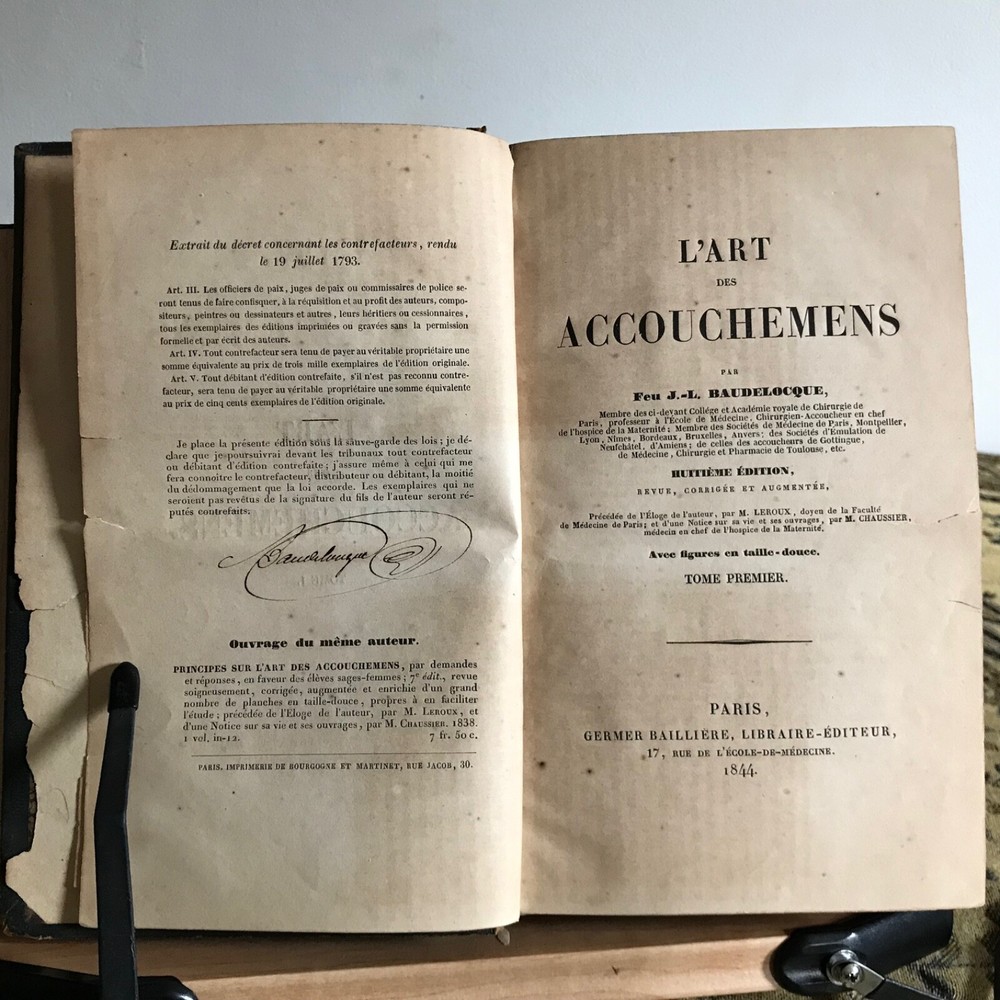 Extrait du décret concernant les contrefacteurs, rendu
le 19 juillet 1793.
Art. III. Les officiers de paix, juges de paix ou commissaires de police se-
ront tenus de faire confisquer, à la réquisition et au profit des auteurs, compo-
siteurs, peintres ou dessinateurs et autres, leurs héritiers ou cessionnaires,
tous les exemplaires des éditions imprimées ou gravées sans la permission
formelle et par écrit des auteurs.
Art. IV. Tout contrefacteur sera tenu de payer au véritable propriétaire une
somme équivalente au prix de trois mille exemplaires de l'édition originale.
Art. V. Tout débitant d'édition contrefaite, s'il n'est pas reconnu contre-
facteur, sera tenu de payer au véritable propriétaire une somme équivalente
au prix de cinq cents exemplaires de l'édition originale.
Je place la présente édition sous la sauve-garde des lois; je dé-
clare que je poursuivrai devant les tribunaux tout contrefacteur
ou débitant d'édition contrefaite; j'assure même à celui qui me
fera connoitre le contrefacteur, distributeur ou débitant, la moitié
du dédommagement que la loi accorde. Les exemplaires qui ne
seroient pas revêtus de la signature du fils de l'auteur seront ré-
putés contrefaits.
Baudelocque
Ouvrage du même auteur.
PRINCIPES SUR L'ART DES ACCOUCHEMENS, par demandes
et réponses, en faveur des élèves sages-femmes; 7e édit., revue
soigneusement, corrigée, augmentée et enrichie d'un grand
nombre de planches en taille-douce, propres à en faciliter
l'étude; précédée de l'Éloge de l'auteur, par M. LEROUX, et
d'une Notice sur sa vie et ses ouvrages, par M. CHAUSSIER. 1838.
1 vol. in-12. 7 fr. 50 c.
PARIS. IMPRIMERIE DE BOURGOGNE ET MARTINET, RUE JACOB, 30.
L'ART
DES
ACCOUCHEMENS
PAR
Feu J.-L. BAUDELOCQUE,
Membre des ci-devant Collége et Académie royale de Chirurgie de
Paris, professeur à l'École de Médecine, Chirurgien-Accoucheur en chef
de l'hospice de la Maternité; Membre des Sociétés de Médecine de Paris, Montpellier,
Lyon, Nîmes, Bordeaux, Bruxelles, Anvers; des Sociétés d'Émulation de
Neufchâtel, d'Amiens; de celles des accoucheurs de Gottingue,
de Médecine, Chirurgie et Pharmacie de Toulouse, etc.
HUITIÈME ÉDITION,
REVUE, CORRIGÉE ET AUGMENTÉE,
Précédée de l'Éloge de l'auteur, par M. LEROUX, doyen de la Faculté
de Médecine de Paris; et d'une Notice sur sa vie et ses ouvrages, par M. CHAUSSIER,
médecin en chef de l'hospice de la Maternité.
Avec figures en taille-douce.
TOME PREMIER.
PARIS,
GERMER BAILLIÈRE, LIBRAIRE-ÉDITEUR,
17, RUE DE L'ÉCOLE-DE-MÉDECINE.
1844.